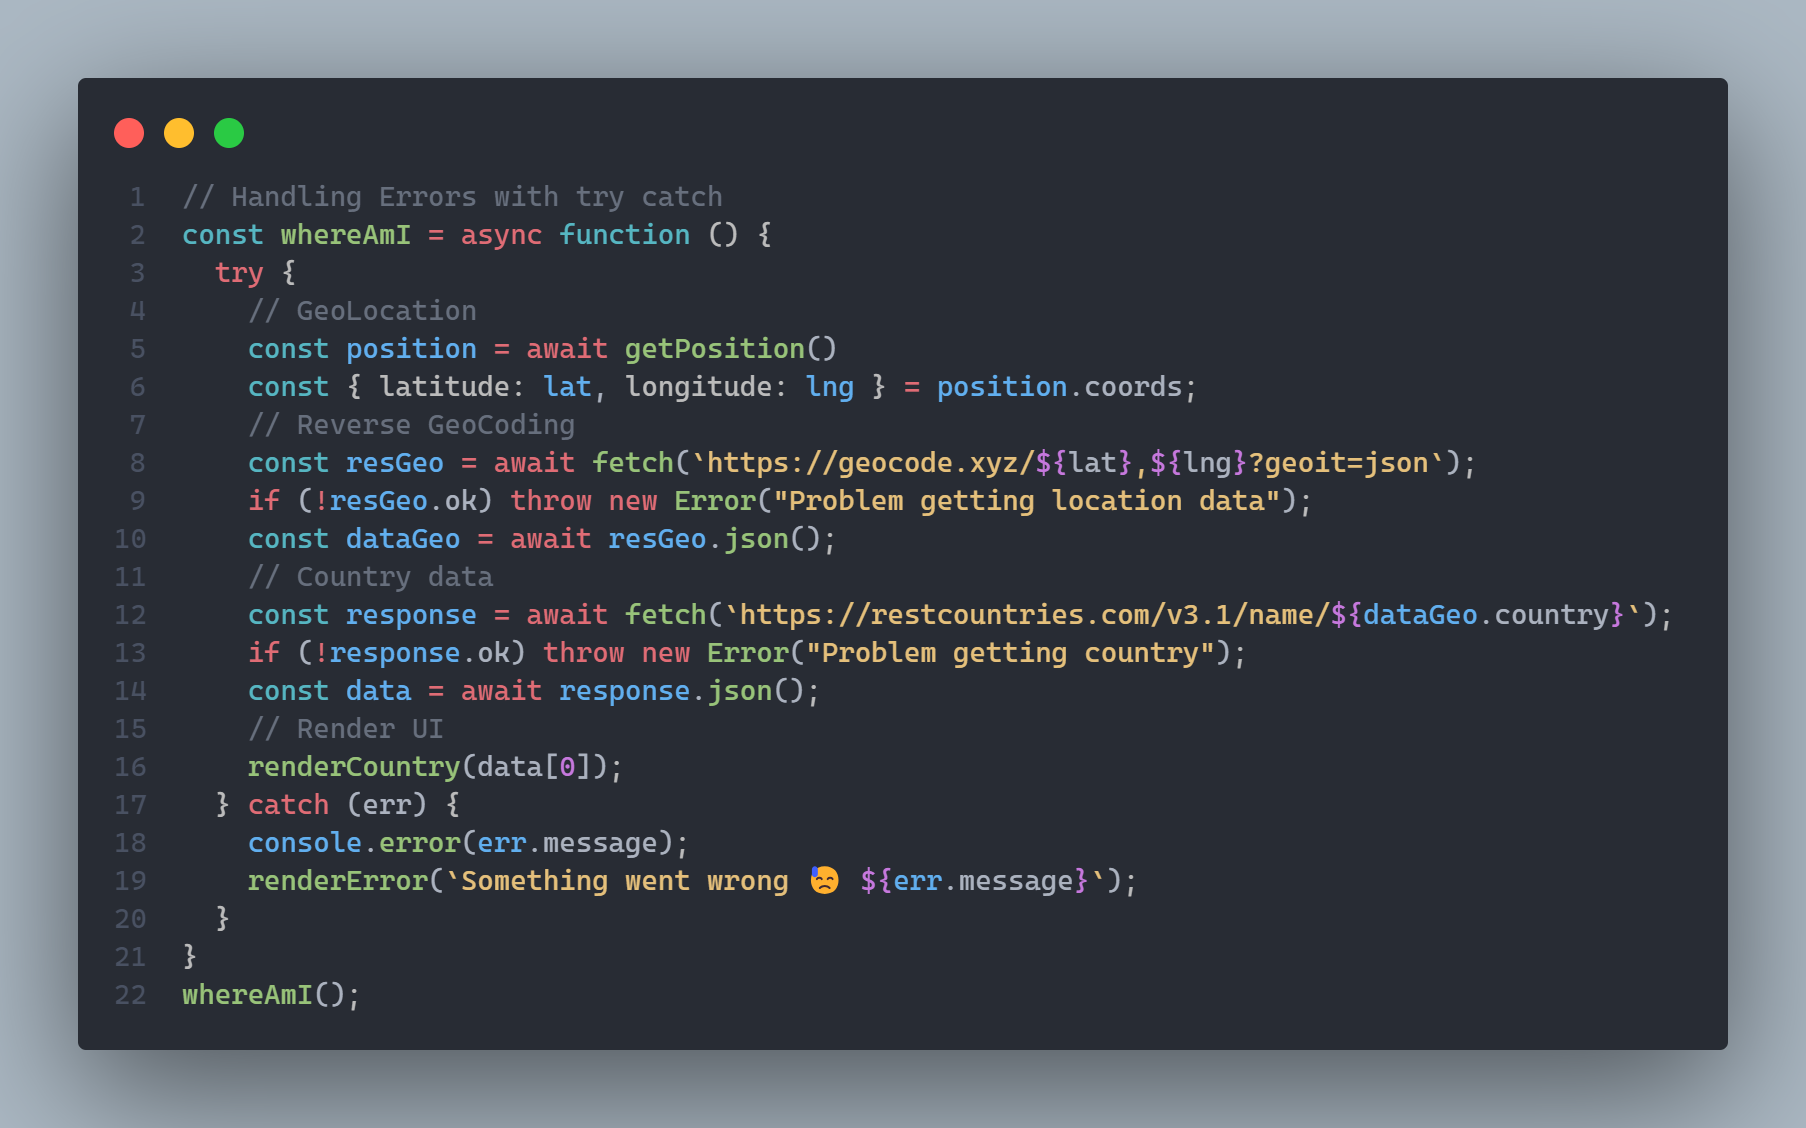 1 // Handling Errors with try catch
2 const whereAmI = async function () {
3   try {
4     // GeoLocation
5     const position = await getPosition()
6     const { latitude: lat, longitude: lng } = position.coords;
7     // Reverse GeoCoding
8     const resGeo = await fetch(`https://geocode.xyz/${lat},${lng}?geoit=json`);
9     if (!resGeo.ok) throw new Error("Problem getting location data");
10     const dataGeo = await resGeo.json();
11     // Country data
12     const response = await fetch(`https://restcountries.com/v3.1/name/${dataGeo.country}`);
13     if (!response.ok) throw new Error("Problem getting country");
14     const data = await response.json();
15     // Render UI
16     renderCountry(data[0]);
17   } catch (err) {
18     console.error(err.message);
19     renderError(`Something went wrong 😓 ${err.message}`);
20   }
21 }
22 whereAmI();